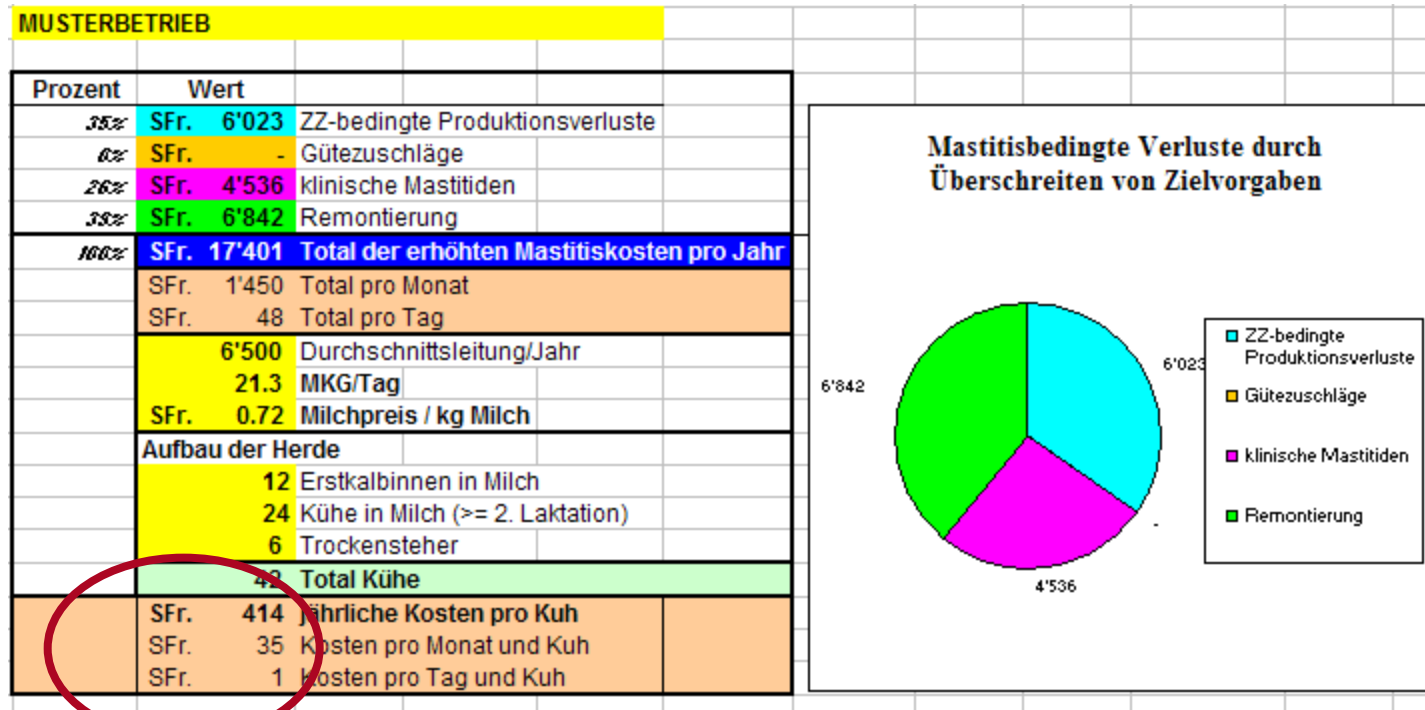 MUSTERBETRIEB
Prozent Wert
35% SFr. 6'023 ZZ-bedingte Produktionsverluste
0% SFr. - Gütezuschläge
26% SFr. 4'536 klinische Mastitiden
39% SFr. 6'842 Remontierung
100% SFr. 17'401 Total der erhöhten Mastitiskosten pro Jahr
SFr. 1'450 Total pro Monat
SFr. 48 Total pro Tag
6'500 Durchschnittsleitung/Jahr
21.3 MKG/Tag
SFr. 0.72 Milchpreis / kg Milch
Aufbau der Herde
12 Erstkalbinnen in Milch
24 Kühe in Milch (>= 2. Laktation)
6 Trockensteher
42 Total Kühe
SFr. 414 jährliche Kosten pro Kuh
SFr. 35 Kosten pro Monat und Kuh
SFr. 1 Kosten pro Tag und Kuh
Mastitisbedingte Verluste durch
Überschreiten von Zielvorgaben
6'023
6'842
-
4'536
ZZ-bedingte
Produktionsverluste
Gütezuschläge
klinische Mastitiden
Remontierung